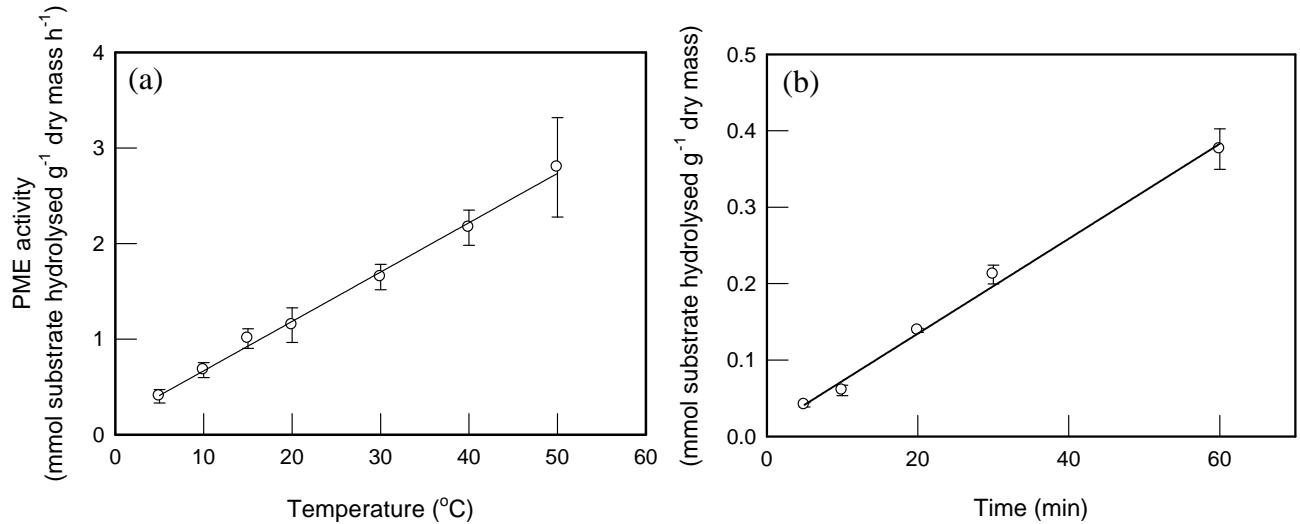 (a)
PME activity
(mmol substrate hydrolysed g⁻¹ dry mass h⁻¹)
4
3
2
1
0
0 10 20 30 40 50 60
Temperature (°C)
(b)
(mmol substrate hydrolysed g⁻¹ dry mass)
0.5
0.4
0.3
0.2
0.1
0.0
0 20 40 60
Time (min)